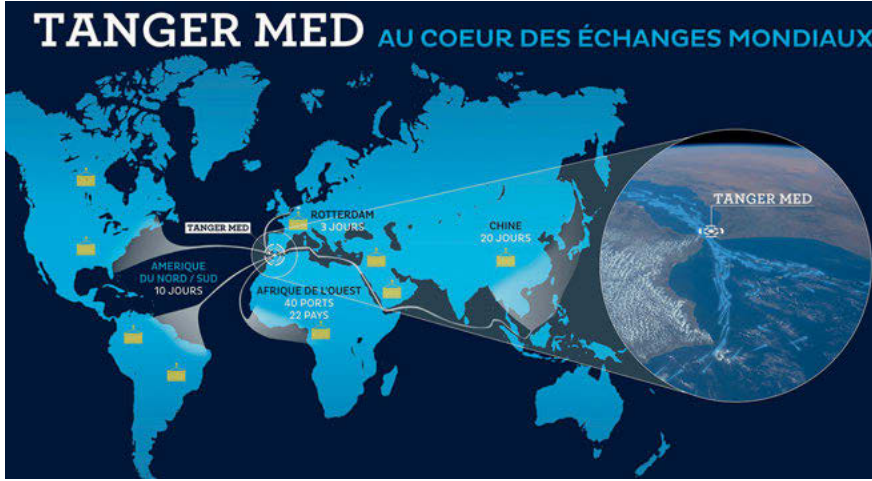 TANGER MED AU COEUR DES ÉCHANGES MONDIAUX
TANGER MED
TANGER MED
ROTTERDAM
3 JOURS
CHINE
20 JOURS
AMERIQUE
DU NORD / SUD
10 JOURS
AFRIQUE DE L'OUEST
40 PORTS
22 PAYS